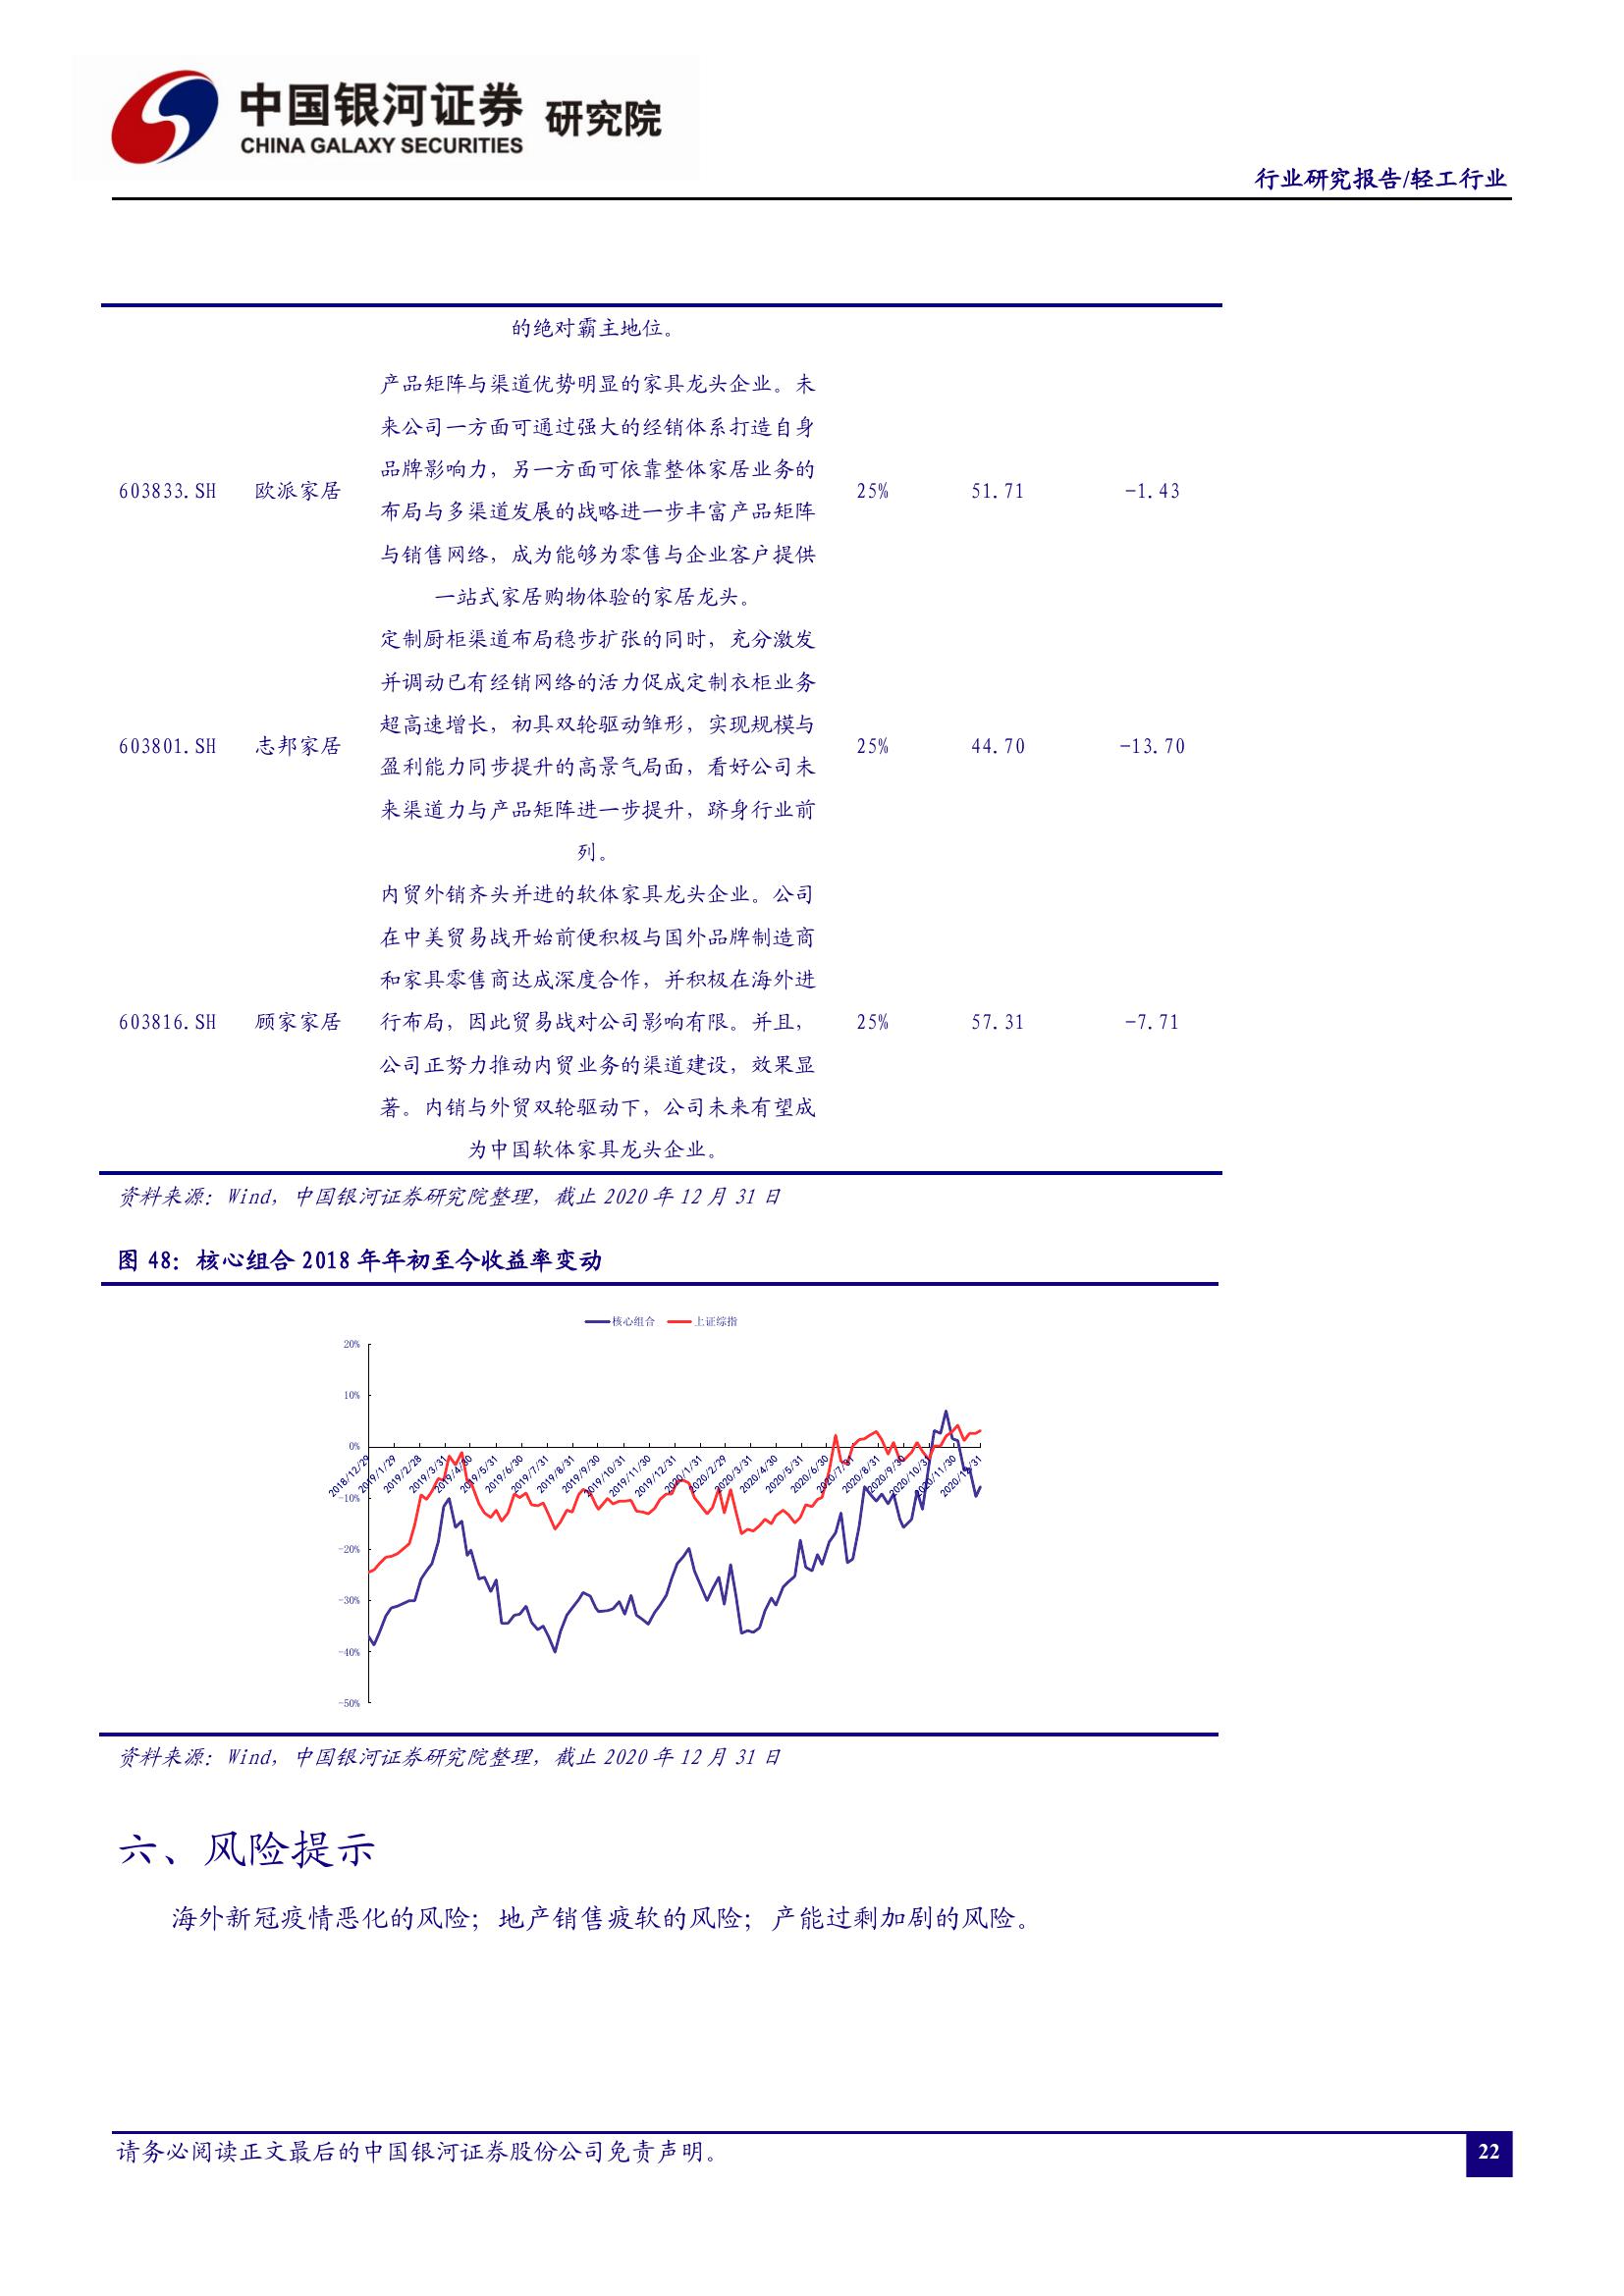 中国银河证券 研究院
CHINA GALAXY SECURITIES
行业研究报告/轻工行业
的绝对霸主地位。
产品矩阵与渠道优势明显的家具龙头企业。未
来公司一方面可通过强大的经销体系打造自身
品牌影响力，另一方面可依靠整体家居业务的
603833.SH 欧派家居 25% 51.71 -1.43
布局与多渠道发展的战略进一步丰富产品矩阵
与销售网络，成为能够为零售与企业客户提供
一站式家居购物体验的家居龙头。
定制厨柜渠道布局稳步扩张的同时，充分激发
并调动已有经销网络的活力促成定制衣柜业务
超高速增长，初具双轮驱动雏形，实现规模与
603801.SH 志邦家居 25% 44.70 -13.70
盈利能力同步提升的高景气局面，看好公司未
来渠道力与产品矩阵进一步提升，跻身行业前
列。
内贸外销齐头并进的软体家具龙头企业。公司
在中美贸易战开始前便积极与国外品牌制造商
和家具零售商达成深度合作，并积极在海外进
603816.SH 顾家家居 行布局，因此贸易战对公司影响有限。并且， 25% 57.31 -7.71
公司正努力推动内贸业务的渠道建设，效果显
著。内销与外贸双轮驱动下，公司未来有望成
为中国软体家具龙头企业。
资料来源：Wind，中国银河证券研究院整理，截止 2020 年 12 月 31 日
图 48：核心组合 2018 年年初至今收益率变动
核心组合 上证综指
20%
10%
0%
-10%
-20%
-30%
-40%
-50%
2018/12/29
2019/1/29
2019/2/28
2019/3/31
2019/4/30
2019/5/31
2019/6/30
2019/7/31
2019/8/31
2019/9/30
2019/10/31
2019/11/30
2019/12/31
2020/1/31
2020/2/29
2020/3/31
2020/4/30
2020/5/31
2020/6/30
2020/7/31
2020/8/31
2020/9/30
2020/10/31
2020/11/30
2020/12/31
资料来源：Wind，中国银河证券研究院整理，截止 2020 年 12 月 31 日
六、风险提示
海外新冠疫情恶化的风险；地产销售疲软的风险；产能过剩加剧的风险。
请务必阅读正文最后的中国银河证券股份公司免责声明。
22